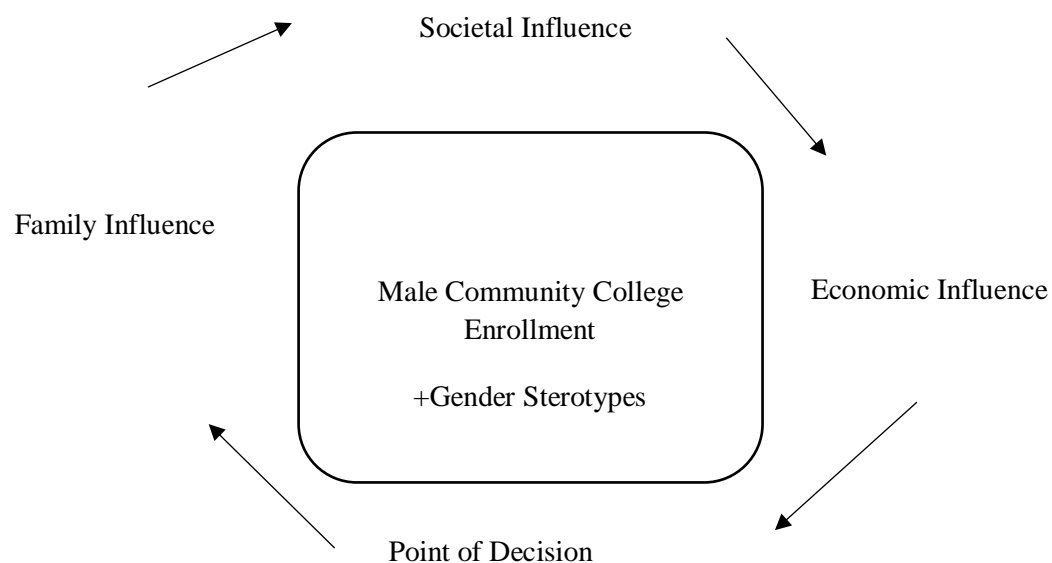 Societal Influence
Family Influence
Economic Influence
Male Community College
Enrollment
+Gender Sterotypes
Point of Decision